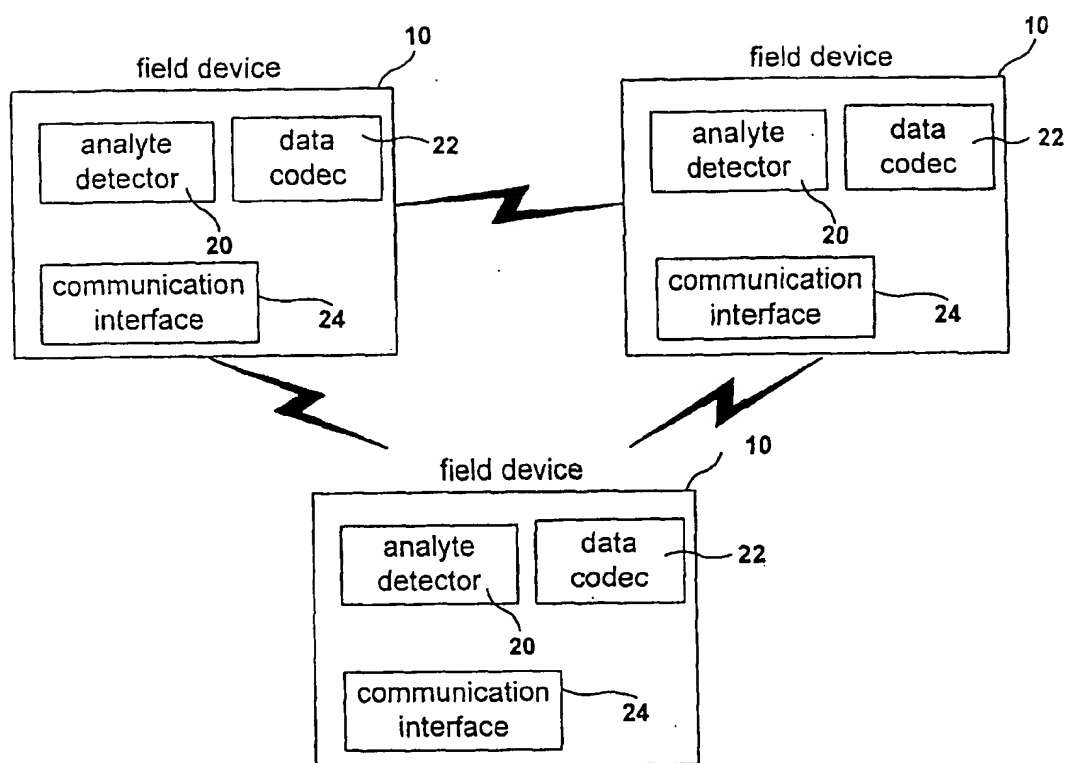 10
field device
analyte
detector
data
codec
22
20
communication
interface
24
10
field device
analyte
detector
data
codec
22
20
communication
interface
24
10
field device
analyte
detector
data
codec
22
20
communication
interface
24